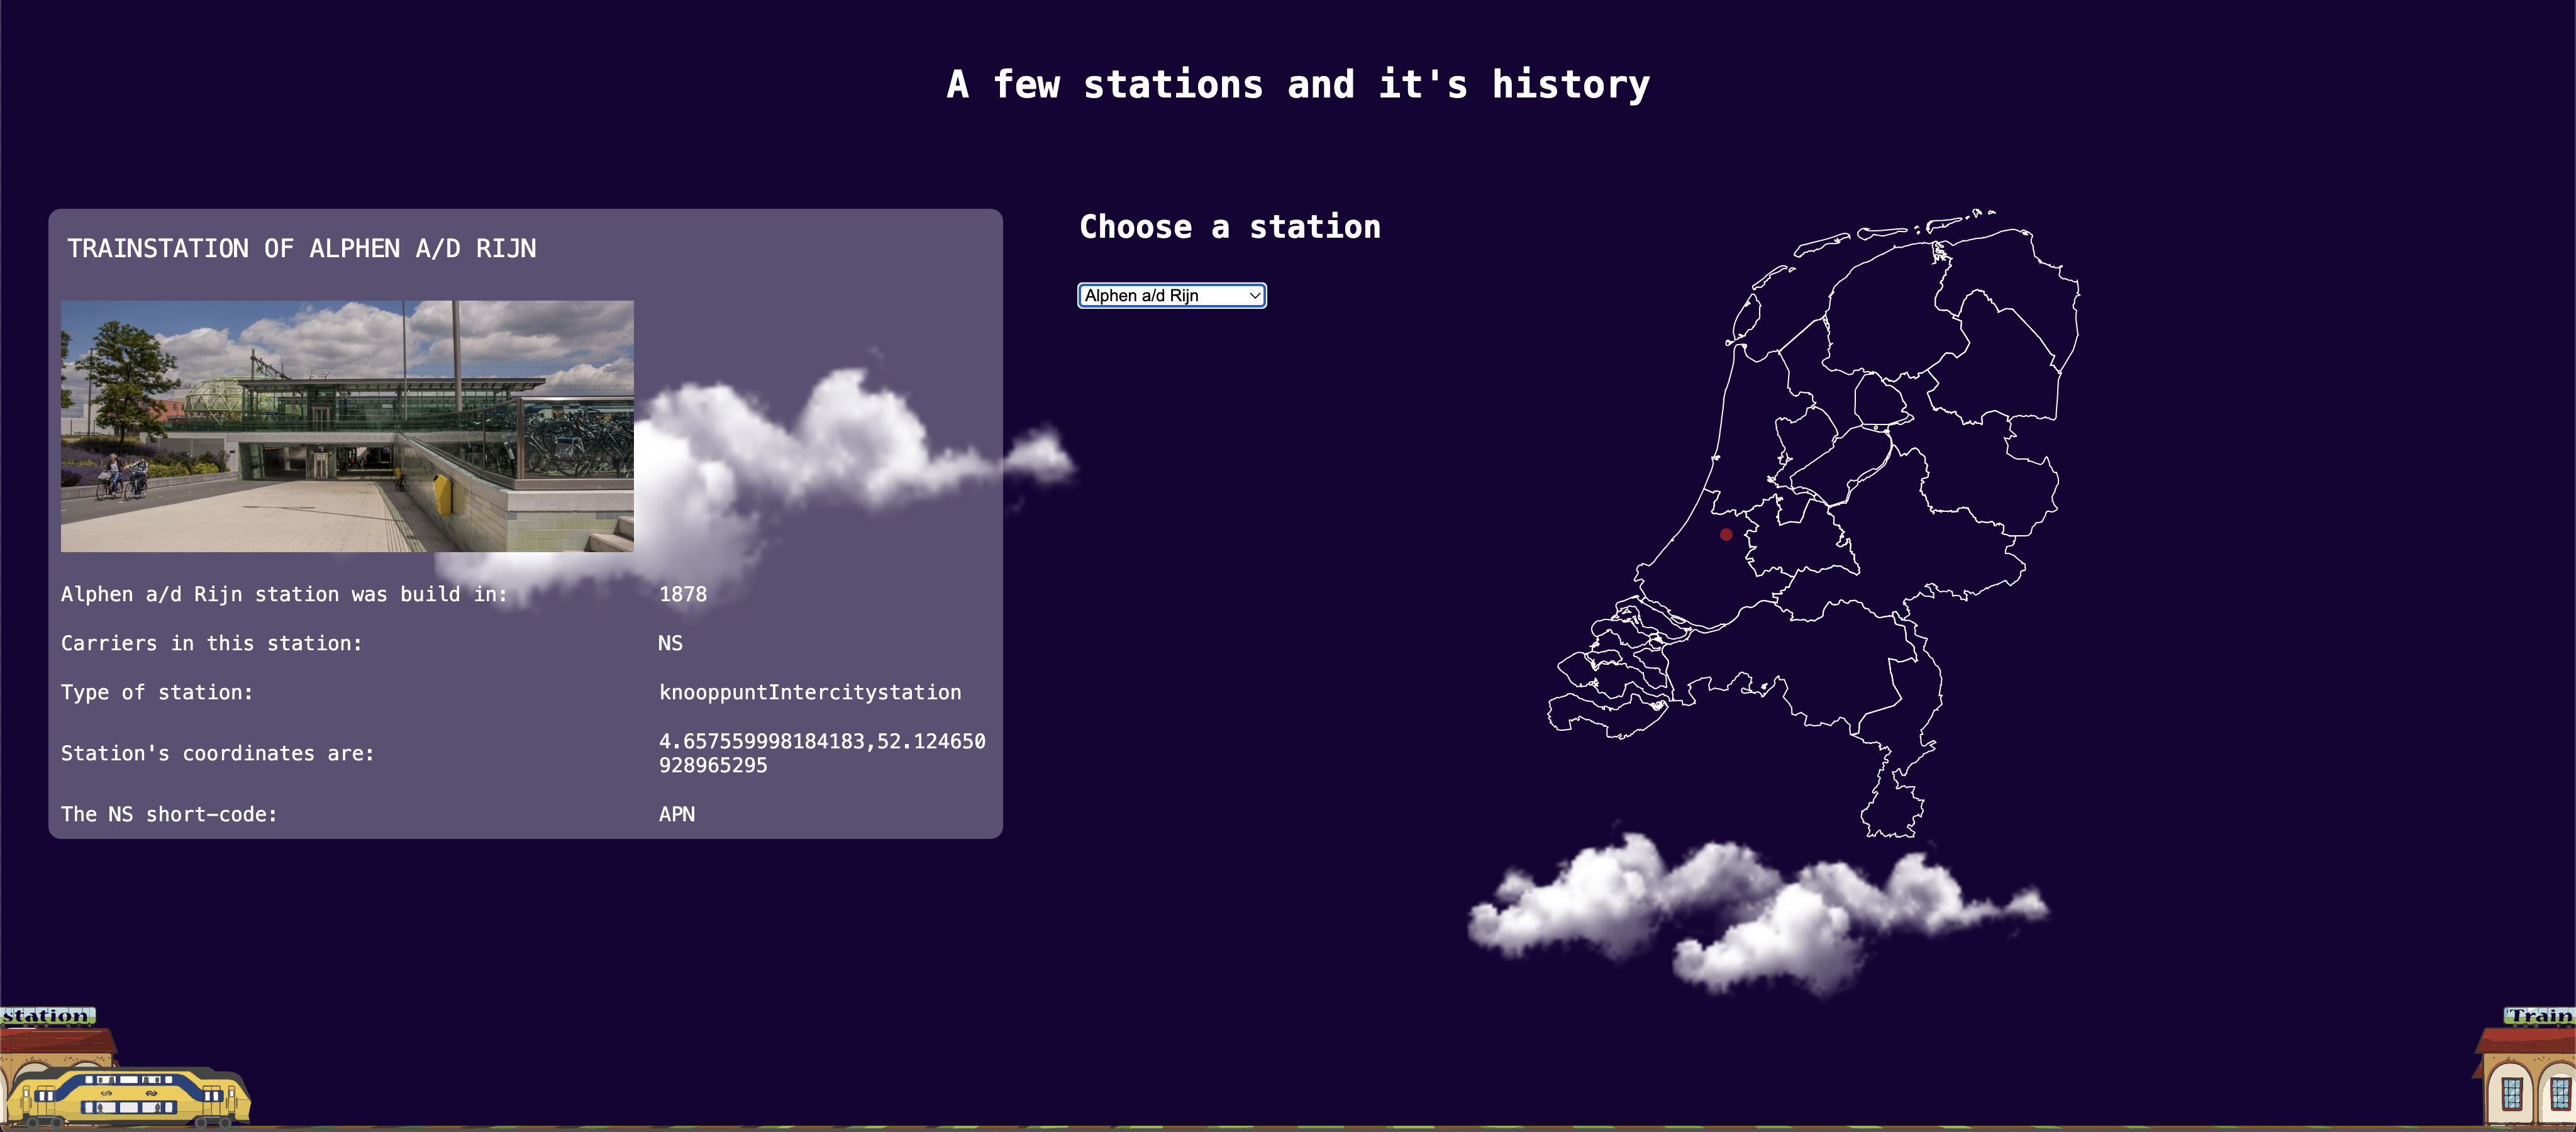 A few stations and it's history
TRAINSTATION OF ALPHEN A/D RIJN
Alphen a/d Rijn station was build in:
1878
Carriers in this station:
NS
Type of station:
knooppuntIntercitystation
Station's coordinates are:
4.657559998184183,52.124650
928965295
The NS short-code:
APN
Choose a station
Alphen a/d Rijn
station
Train